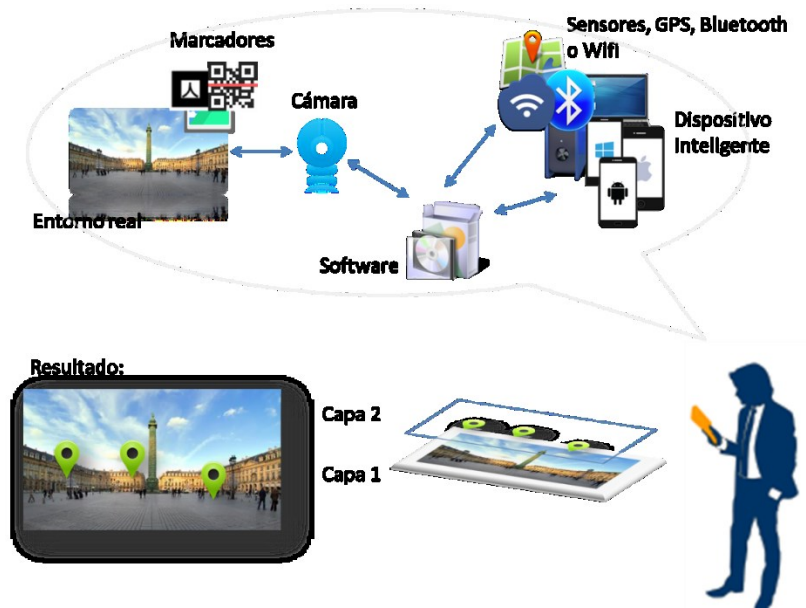 Marcadores
Sensores, GPS, Bluetooth
o Wifi
Cámara
Dispositivo
Inteligente
Entorno real
Software
Resultado:
Capa 2
Capa 1